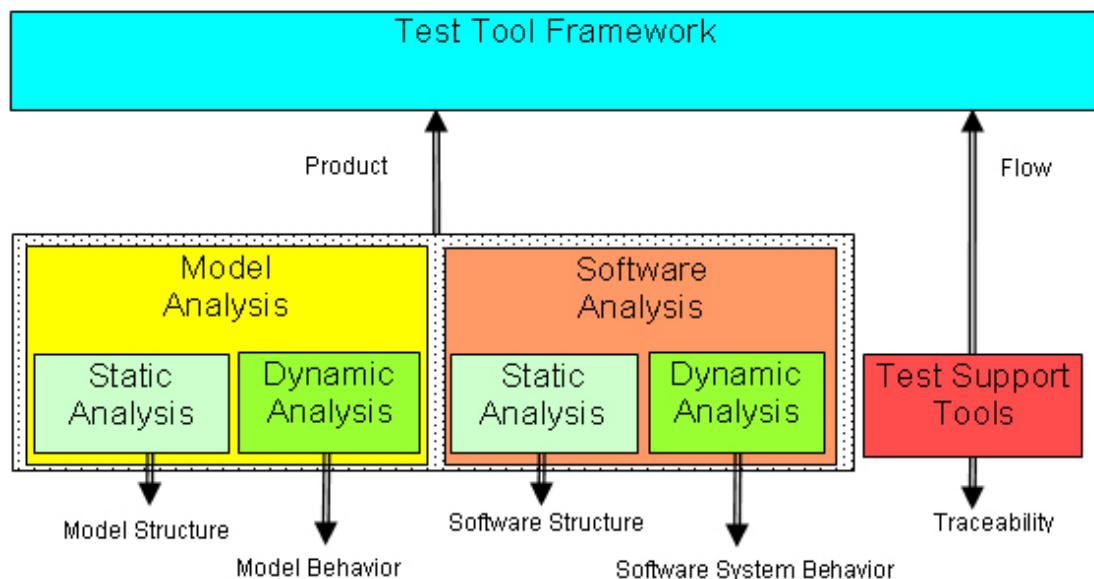 Test Tool Framework
Product
Flow
Model
Analysis
Software
Analysis
Static
Analysis
Dynamic
Analysis
Static
Analysis
Dynamic
Analysis
Test Support
Tools
Model Structure
Software Structure
Traceability
Model Behavior
Software System Behavior